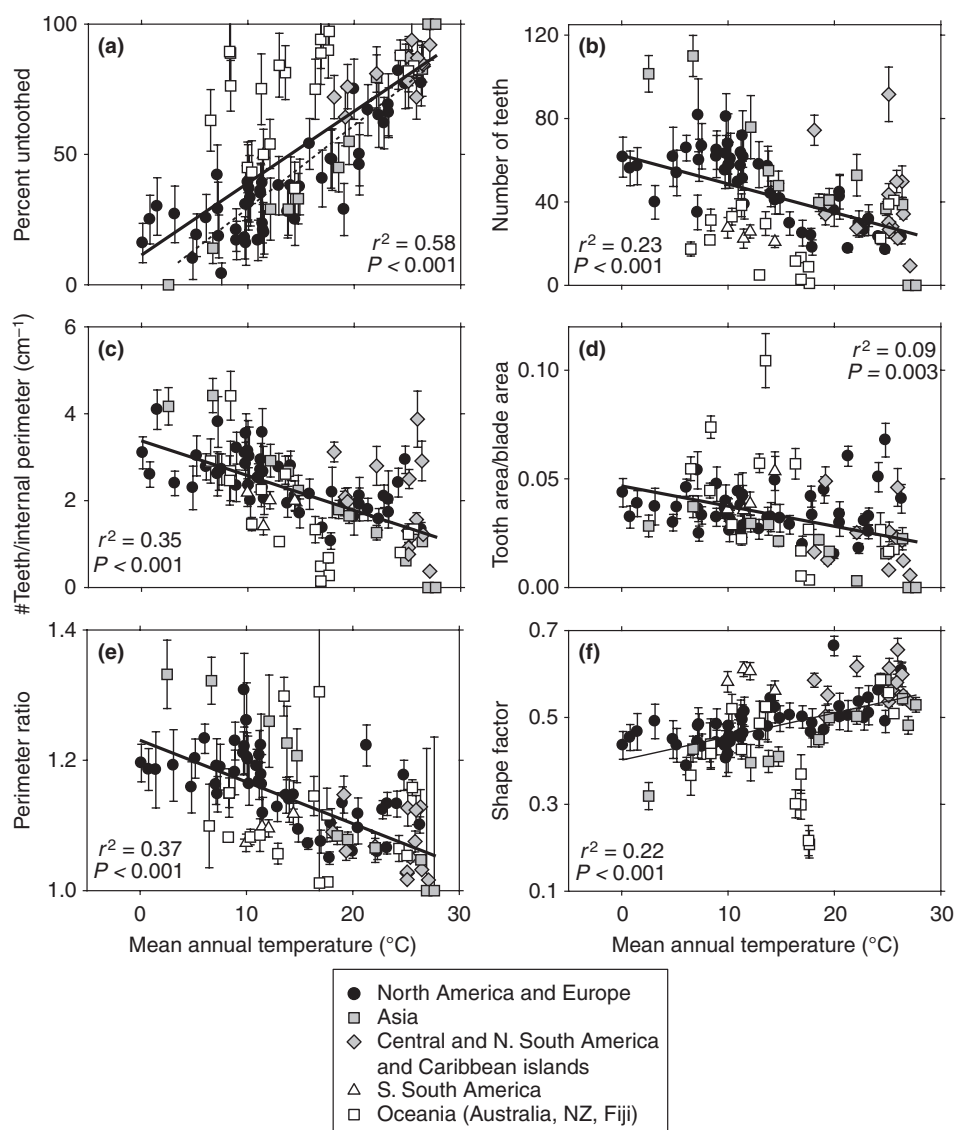 (a)
Percent untoothed
100
50
0
r² = 0.58
P < 0.001
(b)
Number of teeth
120
80
40
0
r² = 0.23
P < 0.001
(c)
#Teeth/internal perimeter (cm⁻¹)
6
4
2
0
r² = 0.35
P < 0.001
(d)
Tooth area/blade area
0.10
0.05
0.00
r² = 0.09
P = 0.003
(e)
Perimeter ratio
1.4
1.2
1.0
r² = 0.37
P < 0.001
0 10 20 30
Mean annual temperature (°C)
(f)
Shape factor
0.7
0.5
0.3
0.1
r² = 0.22
P < 0.001
0 10 20 30
Mean annual temperature (°C)
North America and Europe
Asia
Central and N. South America
and Caribbean islands
S. South America
Oceania (Australia, NZ, Fiji)